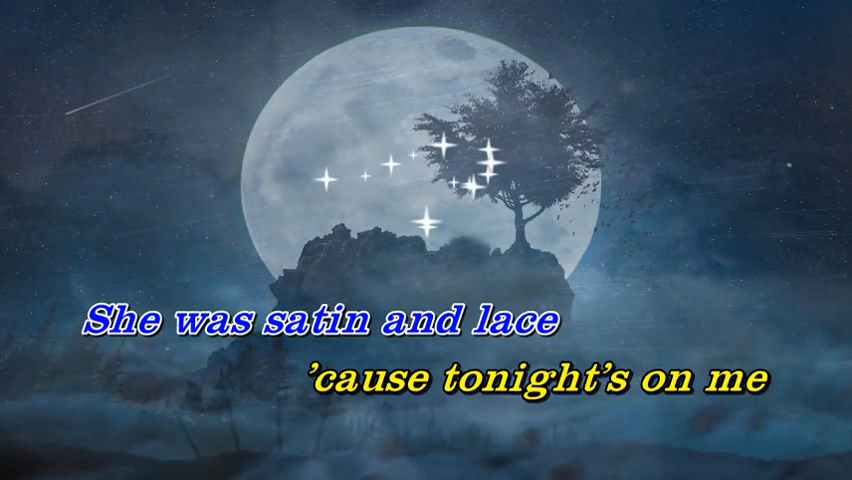 She was satin and lace
’cause tonight’s on me